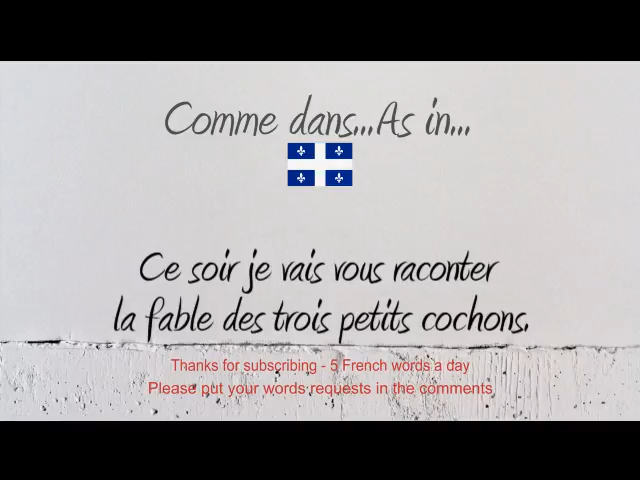 Comme dans...As in...
Ce soir je vais vous raconter
la fable des trois petits cochons.
Thanks for subscribing - 5 French words a day
Please put your words requests in the comments